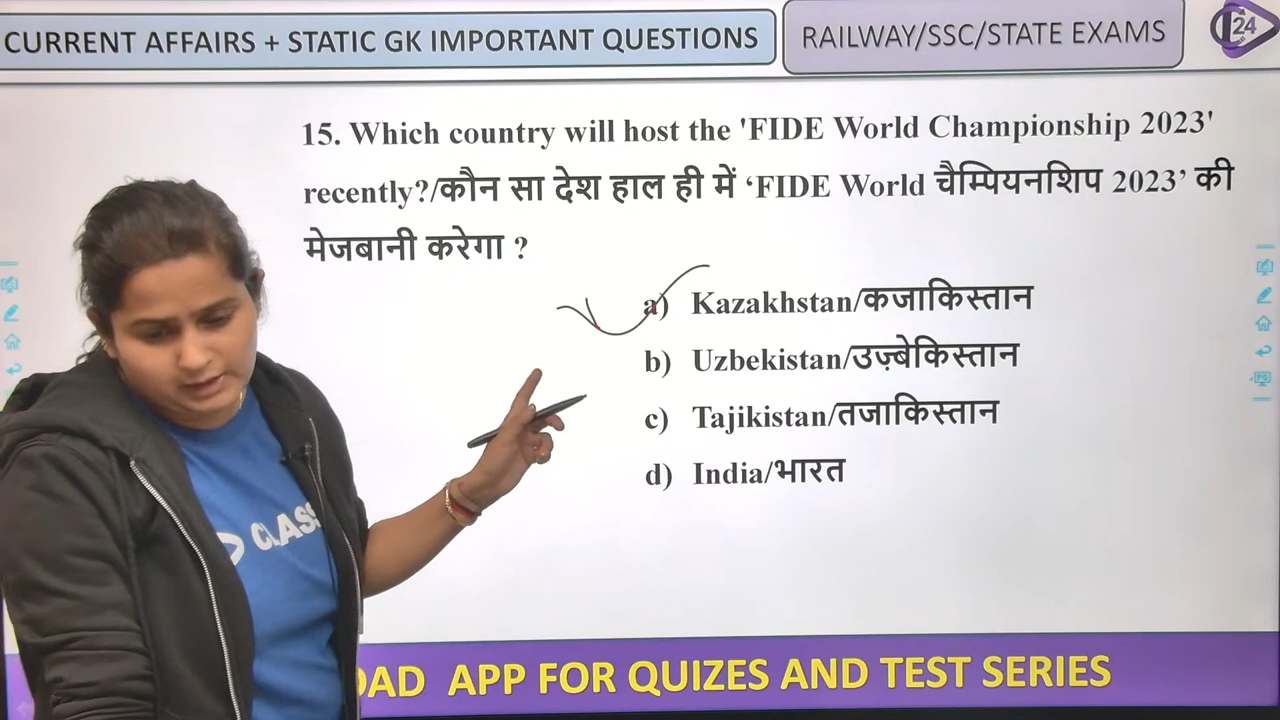 CURRENT AFFAIRS + STATIC GK IMPORTANT QUESTIONS
RAILWAY/SSC/STATE EXAMS
24
15. Which country will host the 'FIDE World Championship 2023'
recently?/कौन सा देश हाल ही में ‘FIDE World चैम्पियनशिप 2023’ की
मेजबानी करेगा ?
a) Kazakhstan/कजाकिस्तान
b) Uzbekistan/उज़्बेकिस्तान
c) Tajikistan/तजाकिस्तान
d) India/भारत
APP FOR QUIZES AND TEST SERIES